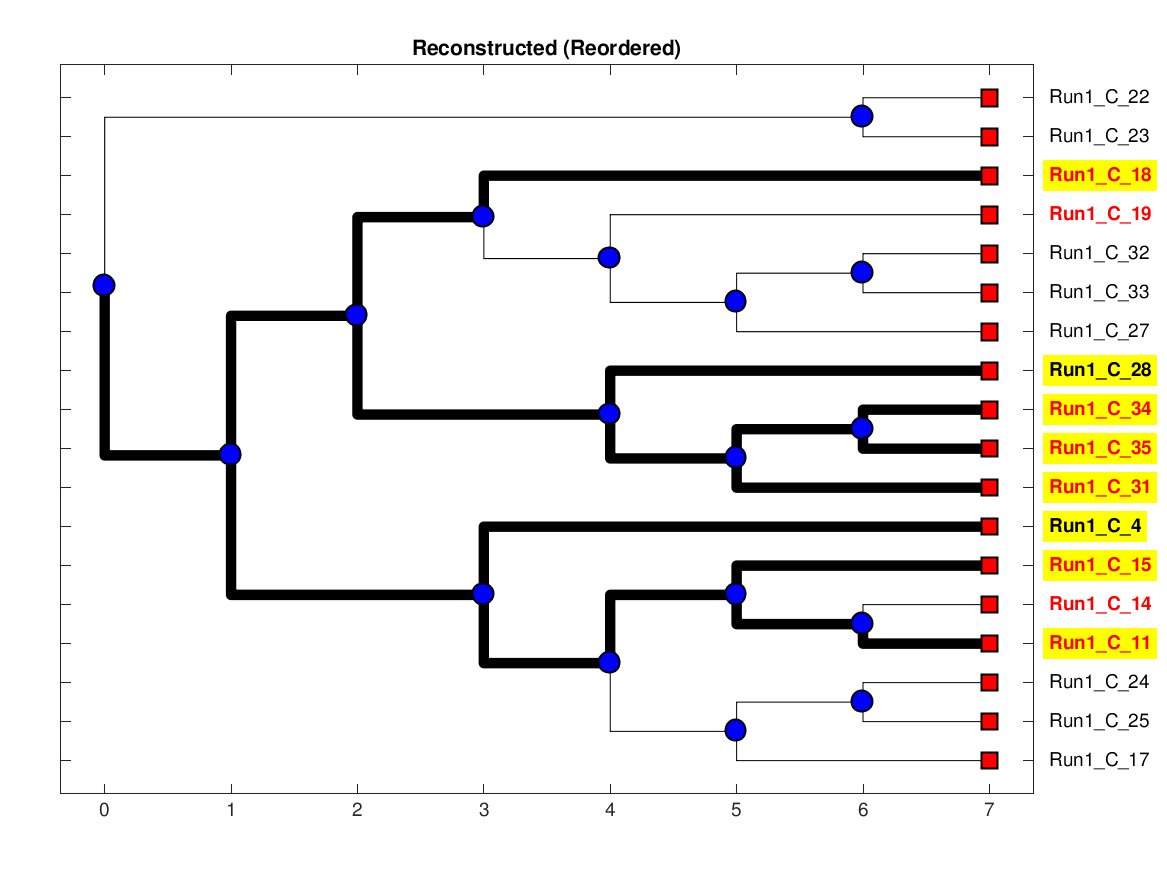 Reconstructed (Reordered)
Run1_C_22
Run1_C_23
Run1_C_18
Run1_C_19
Run1_C_32
Run1_C_33
Run1_C_27
Run1_C_28
Run1_C_34
Run1_C_35
Run1_C_31
Run1_C_4
Run1_C_15
Run1_C_14
Run1_C_11
Run1_C_24
Run1_C_25
Run1_C_17
0 1 2 3 4 5 6 7